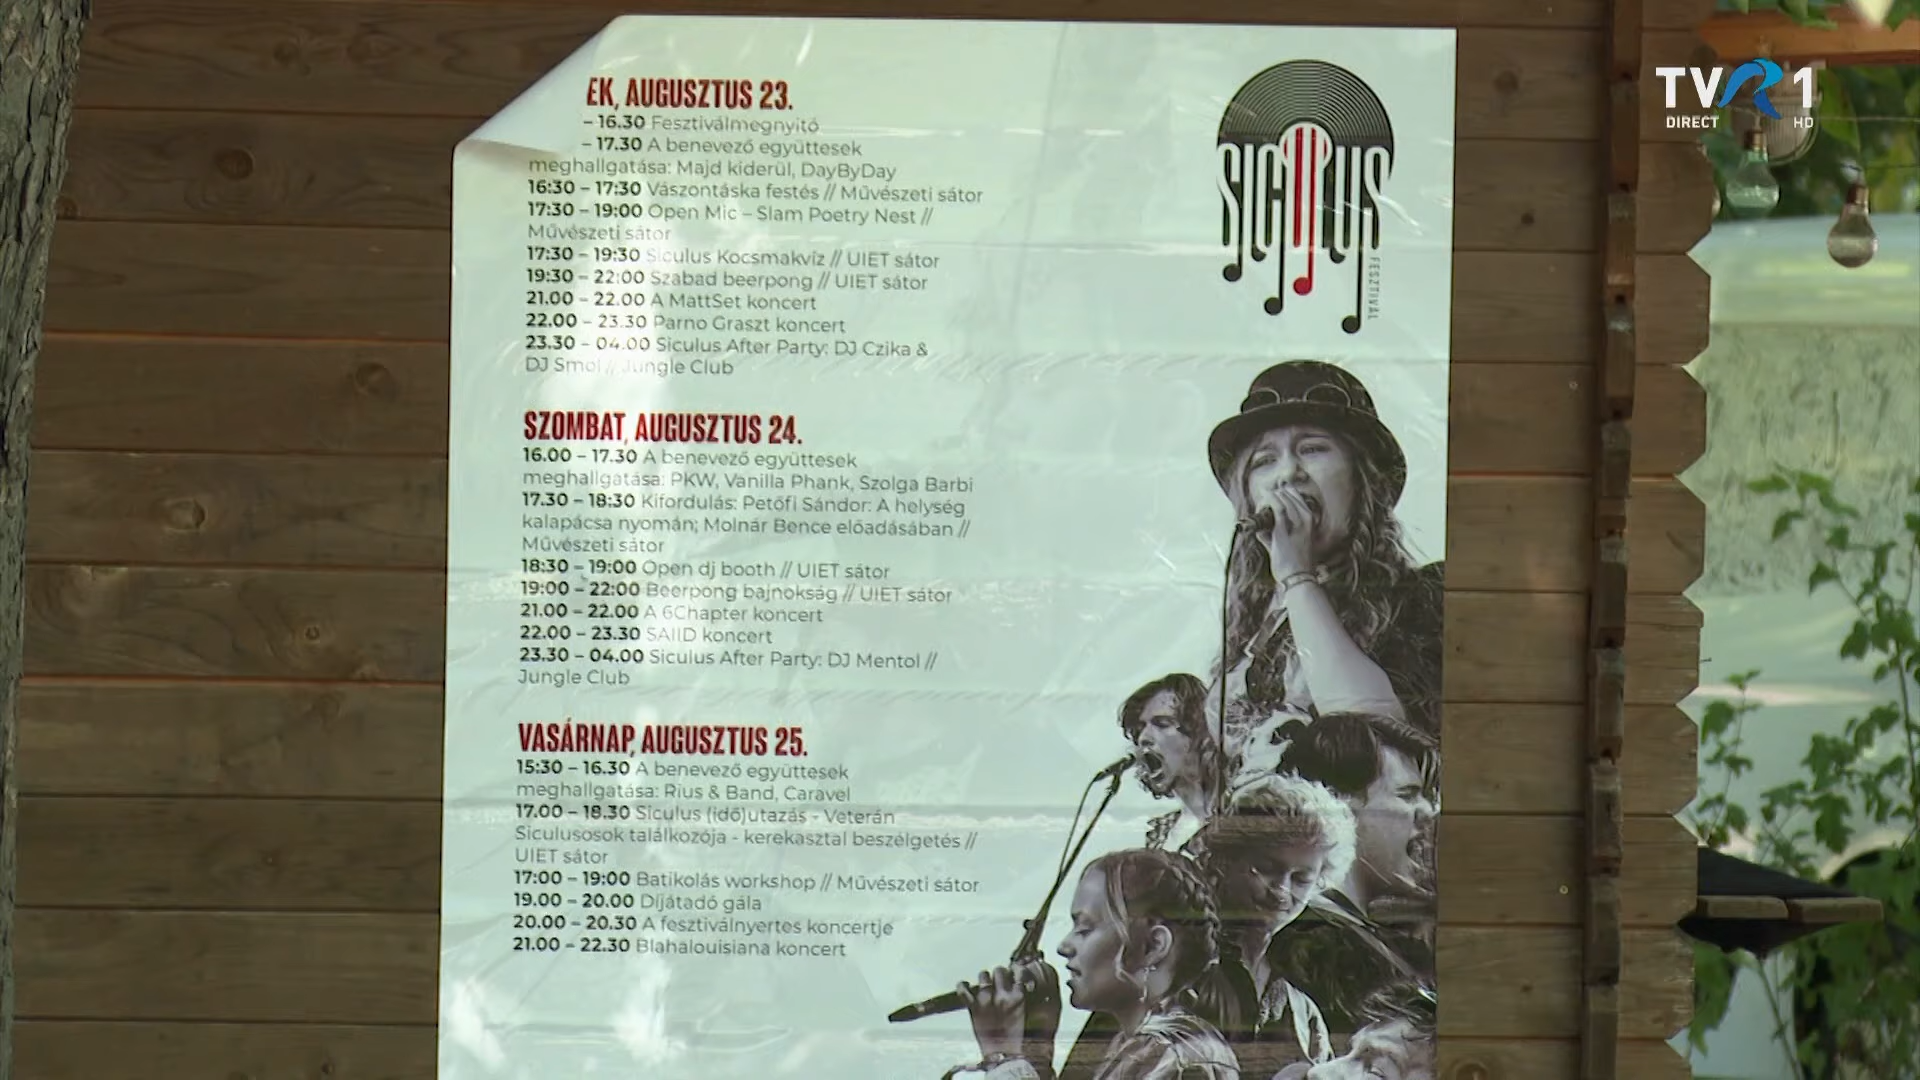 EK, AUGUSZTUS 23.
– 16.30 Fesztiválmegnyitó
– 17.30 A benevező együttesek
meghallgatása: Majd kiderül, DayByDay
16:30 – 17:30 Vászontáska festés // Művészeti sátor
17:30 – 19:00 Open Mic – Slam Poetry Nest //
Művészeti sátor
17:30 – 19:30 Siculus Kocsmakvíz // UIET sátor
19:30 – 22:00 Szabad beerpong // UIET sátor
21.00 – 22.00 A MattSet koncert
22.00 – 23.30 Parno Graszt koncert
23.30 – 04.00 Siculus After Party: DJ Czika &
DJ Smol // Jungle Club
SZOMBAT, AUGUSZTUS 24.
16.00 – 17.30 A benevező együttesek
meghallgatása: PKW, Vanilla Phank, Szolga Barbi
17.30 – 18:30 Kifordulás: Petőfi Sándor: A helység
kalapácsa nyomán; Molnár Bence előadásában //
Művészeti sátor
18:30 – 19:00 Open dj booth // UIET sátor
19:00 – 22:00 Beerpong bajnokság // UIET sátor
21.00 – 22.00 A 6Chapter koncert
22.00 – 23.30 SAIID koncert
23.30 – 04.00 Siculus After Party: DJ Mentol //
Jungle Club
VASÁRNAP, AUGUSZTUS 25.
15:30 – 16.30 A benevező együttesek
meghallgatása: Rius & Band, Caravel
17.00 – 18.30 Siculus (idő)utazás - Veterán
Siculusosok találkozója - kerekasztal beszélgetés //
UIET sátor
17:00 – 19:00 Batikolás workshop // Művészeti sátor
19.00 – 20.00 Díjátadó gála
20.00 – 20.30 A fesztiválnyertes koncertje
21.00 – 22.30 Blahalouisiana koncert
SICULUS
FESZTIVÁL
TVR 1
DIRECT HD